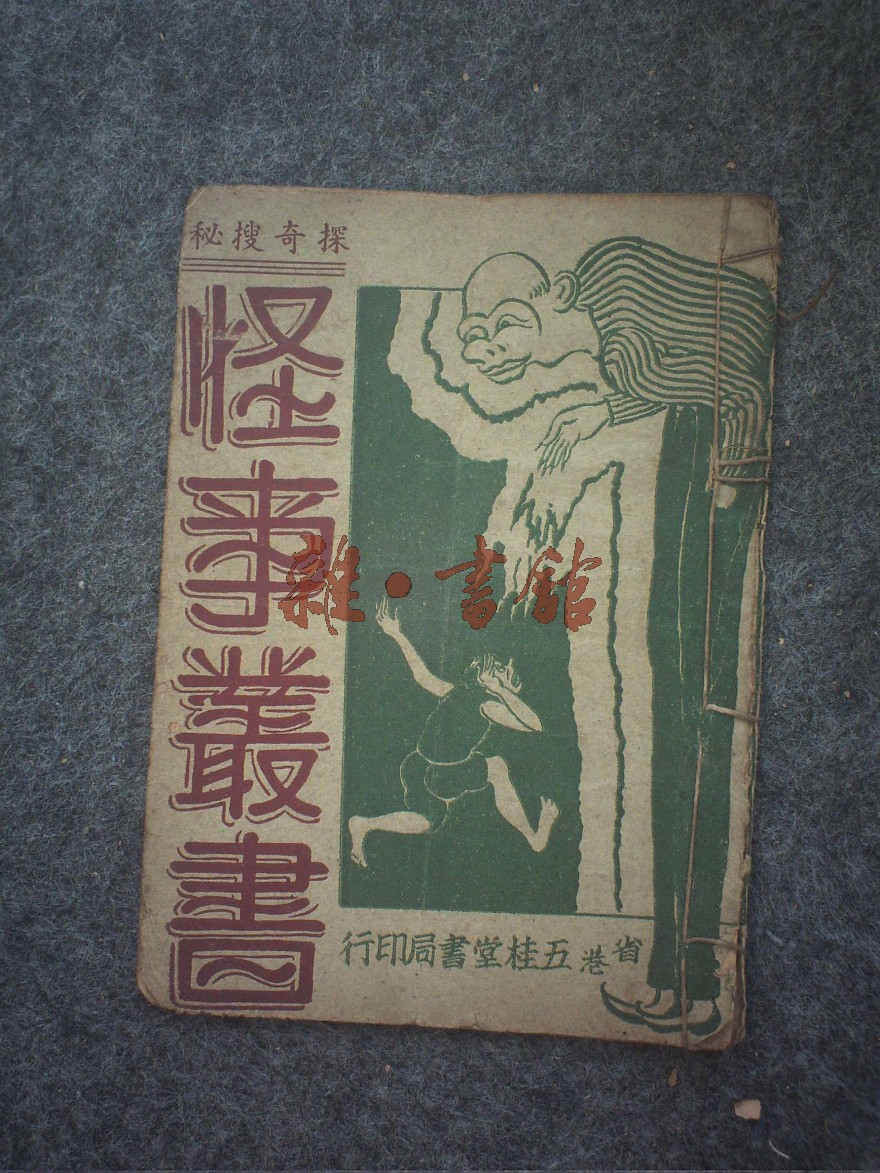 探奇搜秘
怪事叢書
雜·書館
省港五桂堂書局印行